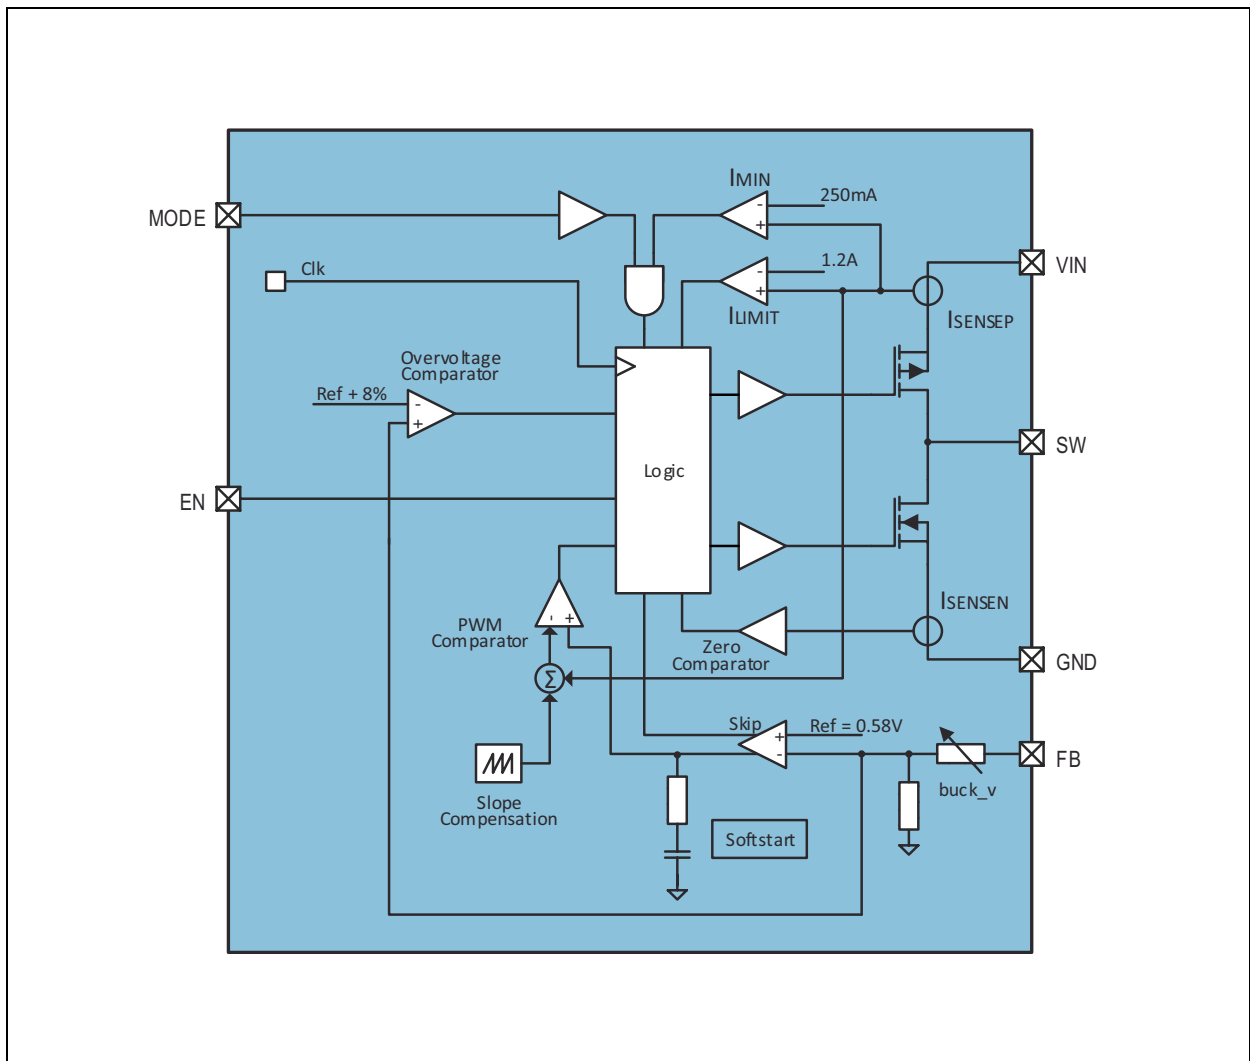 IMIN
250mA
MODE
1.2A
Clk
VIN
ILIMIT
ISENSEP
Overvoltage
Comparator
Ref + 8%
-
+
-
+
-
+
SW
Logic
EN
ISENSEN
-
+
PWM
Comparator
Zero
Comparator
GND
Σ
Skip
Ref = 0.58V
+
-
FB
buck_v
Slope
Compensation
Softstart